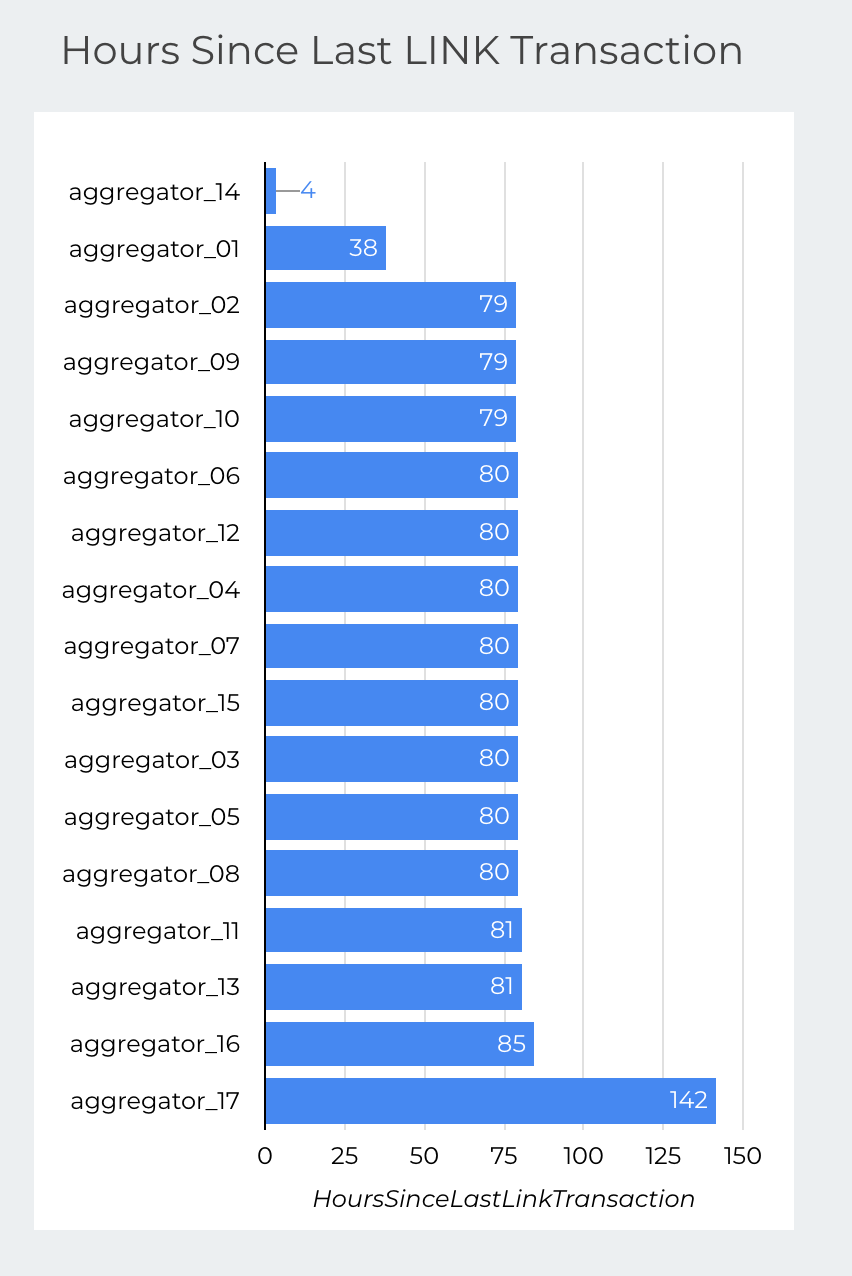 Hours Since Last LINK Transaction
aggregator_14 4
aggregator_01 38
aggregator_02 79
aggregator_09 79
aggregator_10 79
aggregator_06 80
aggregator_12 80
aggregator_04 80
aggregator_07 80
aggregator_15 80
aggregator_03 80
aggregator_05 80
aggregator_08 80
aggregator_11 81
aggregator_13 81
aggregator_16 85
aggregator_17 142
0 25 50 75 100 125 150
HoursSinceLastLinkTransaction